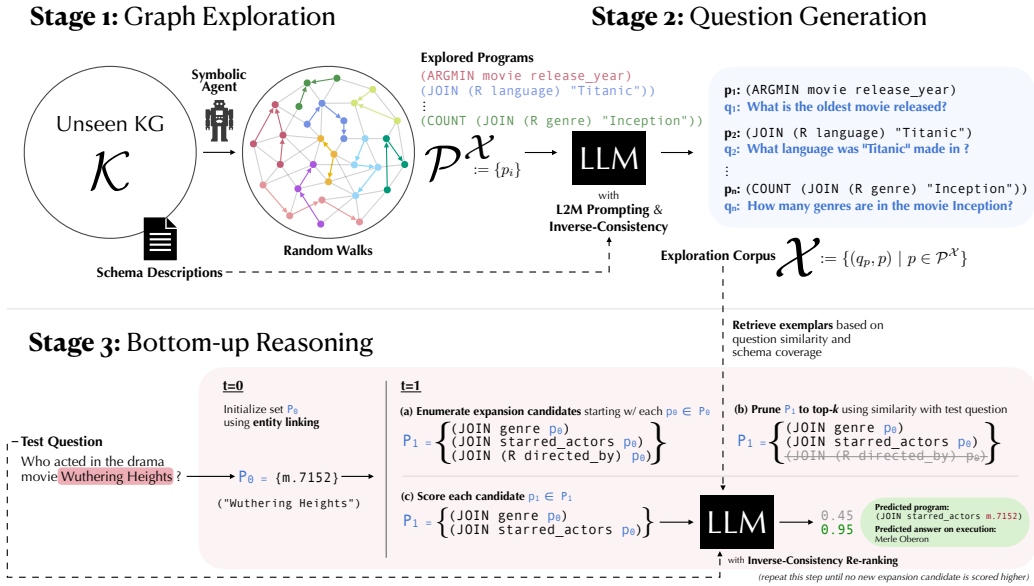 Stage 1: Graph Exploration
Unseen KG
K
Schema Descriptions
Symbolic
Agent
Random Walks
Explored Programs
(ARGMIN movie release_year)
(JOIN (R language) "Titanic"))
⋮
(COUNT (JOIN (R genre) "Inception"))
P^X := {p_i}
Stage 2: Question Generation
LLM
with
L2M Prompting &
Inverse-Consistency
p₁: (ARGMIN movie release_year)
q₁: What is the oldest movie released?
p₂: (JOIN (R language) "Titanic")
q₂: What language was "Titanic" made in ?
⋮
pₙ: (COUNT (JOIN (R genre) "Inception"))
qₙ: How many genres are in the movie Inception?
Exploration Corpus X := {(q_p, p) | p ∈ P^X}
Retrieve exemplars based on
question similarity and
schema coverage
Stage 3: Bottom-up Reasoning
Test Question
Who acted in the drama
movie Wuthering Heights ?
t=0
Initialize set P₀
using entity linking
P₀ = {m.7152}
("Wuthering Heights")
t=1
(a) Enumerate expansion candidates starting w/ each p₀ ∈ P₀
P₁ = {(JOIN genre p₀)
(JOIN starred_actors p₀)
(JOIN (R directed_by) p₀)}
(b) Prune P₁ to top-k using similarity with test question
P₁ = {(JOIN genre p₀)
(JOIN starred_actors p₀)
(JOIN (R directed_by) p₀)}
(c) Score each candidate p₁ ∈ P₁
P₁ = {(JOIN genre p₀)
(JOIN starred_actors p₀)}
LLM
with Inverse-Consistency Re-ranking
0.45
0.95
Predicted program:
(JOIN starred_actors m.7152)
Predicted answer on execution:
Merle Oberon
(repeat this step until no new expansion candidate is scored higher)